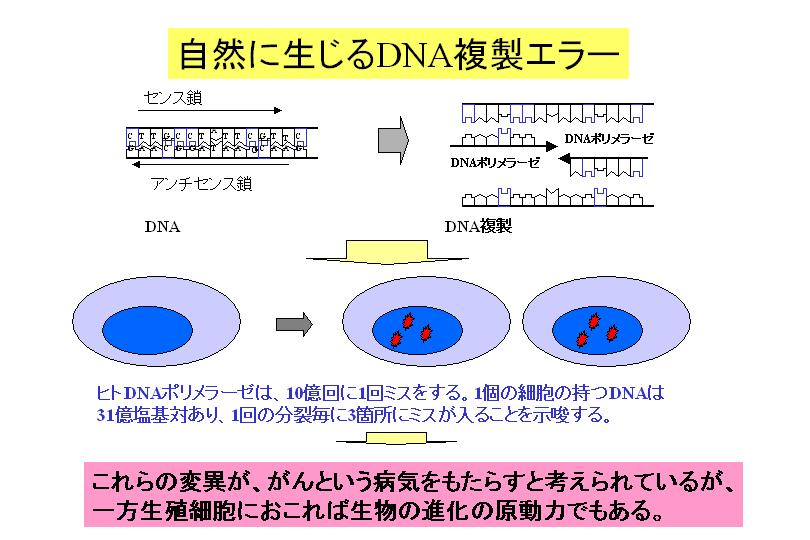 自然に生じるDNA複製エラー
センス鎖
C T T G C C T A T T C G T C
アンチセンス鎖
DNA
DNAポリメラーゼ
DNAポリメラーゼ
DNA複製
ヒトDNAポリメラーゼは、10億回に1回ミスをする。1個の細胞の持つDNAは
31億塩基対あり、1回の分裂毎に3箇所にミスが入ることを示唆する。
これらの変異が、がんという病気をもたらすと考えられているが、
一方生殖細胞におこれば生物の進化の原動力でもある。